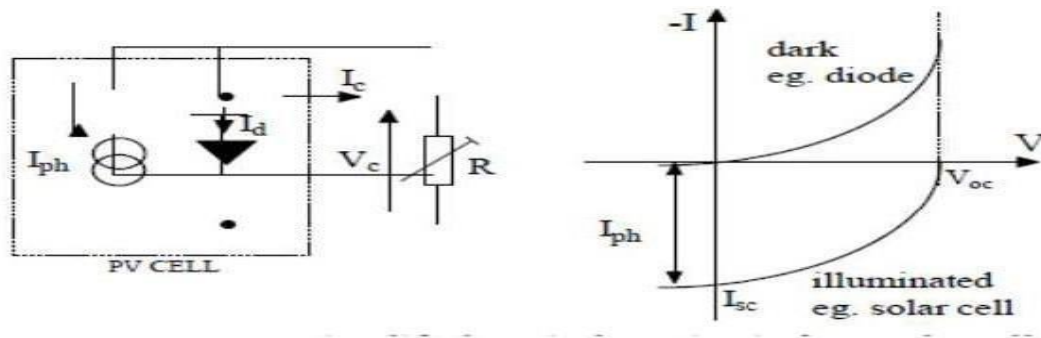 I_c
I_d
I_ph
V_c
R
PV CELL
-I
dark
eg. diode
V
V_oc
I_ph
I_sc
illuminated
eg. solar cell